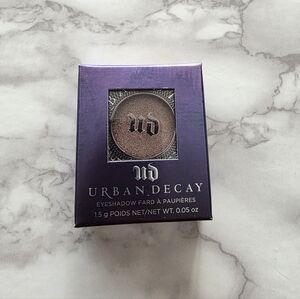 UD
UD
URBAN DECAY
EYESHADOW FARD À PAUPIÈRES
1.5 g POIDS NET/NET WT. 0.05 oz